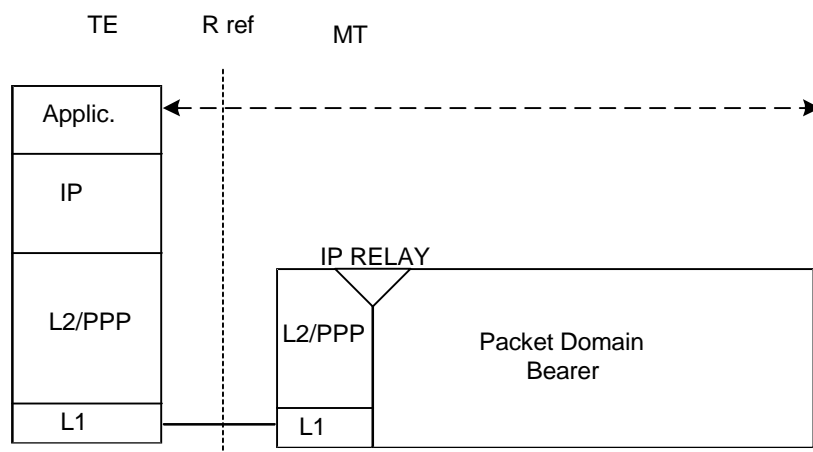 TE
R ref
MT
Applic.
IP
IP RELAY
L2/PPP
L2/PPP
Packet Domain
Bearer
L1
L1